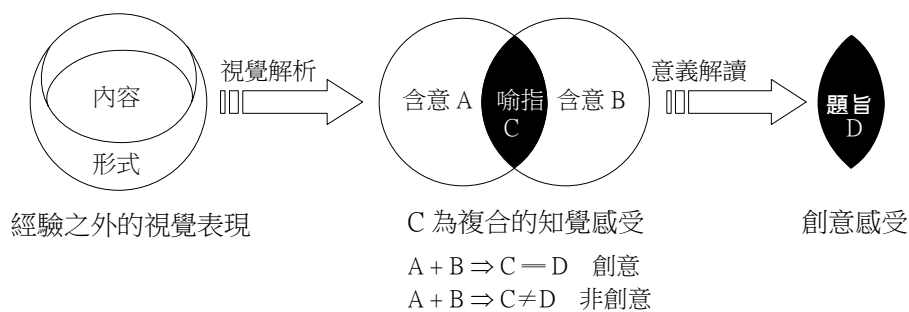 內容
形式
經驗之外的視覺表現
視覺解析
含意 A
喻指
C
含意 B
C 為複合的知覺感受
A + B ⇒ C = D 創意
A + B ⇒ C≠D 非創意
意義解讀
題旨
D
創意感受